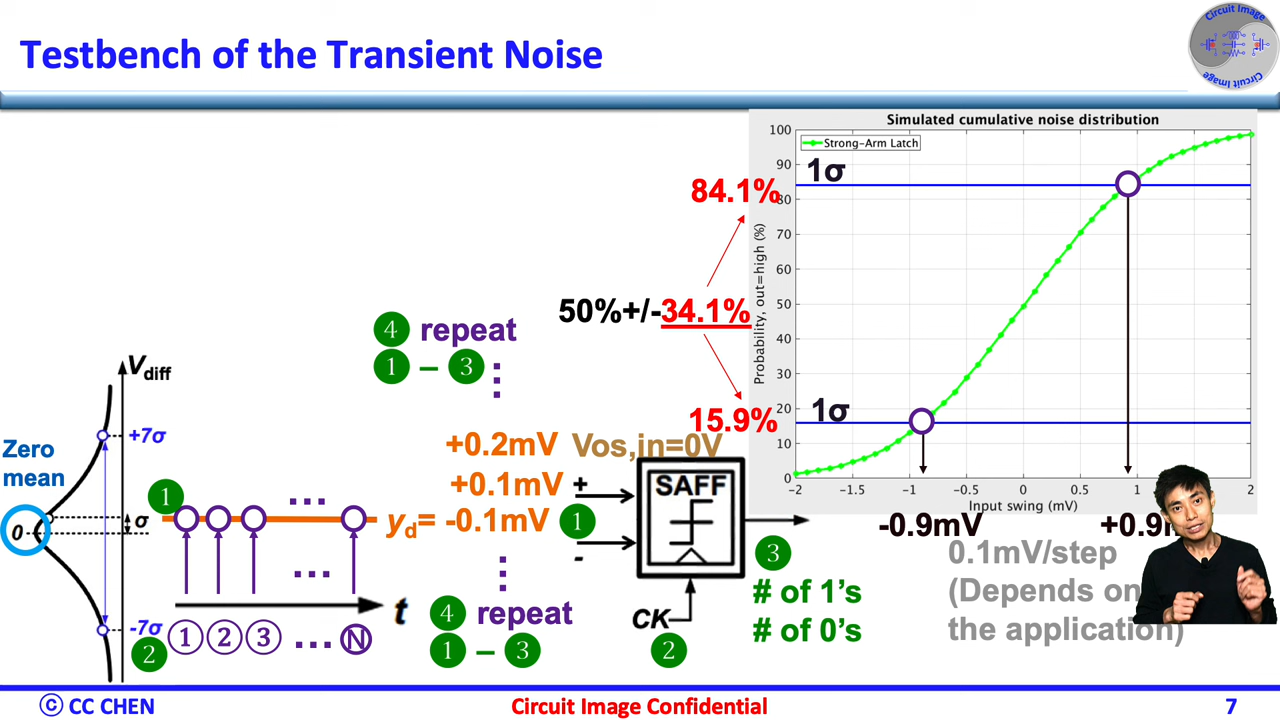 Testbench of the Transient Noise
Circuit Image
Circuit Image
Simulated cumulative noise distribution
Strong-Arm Latch
Probability, out=high (%)
100
90
80
70
60
50
40
30
20
10
0
-2 -1.5 -1 -0.5 0 0.5 1 2
Input swing (mV)
1σ
1σ
84.1%
50%+/-34.1%
15.9%
-0.9mV
4 repeat
1 – 3
⋮
Vdiff
+7σ
Zero
mean
0
σ
-7σ
2
1
...
...
t
1 2 3 ... N
+0.2mV
+0.1mV
yd= -0.1mV
⋮
4 repeat
1 – 3
Vos,in=0V
+
-
1
SAFF
CK
2
3
# of 1's
# of 0's
0.1mV/step
(Depends on
the application)
© CC CHEN
Circuit Image Confidential
7